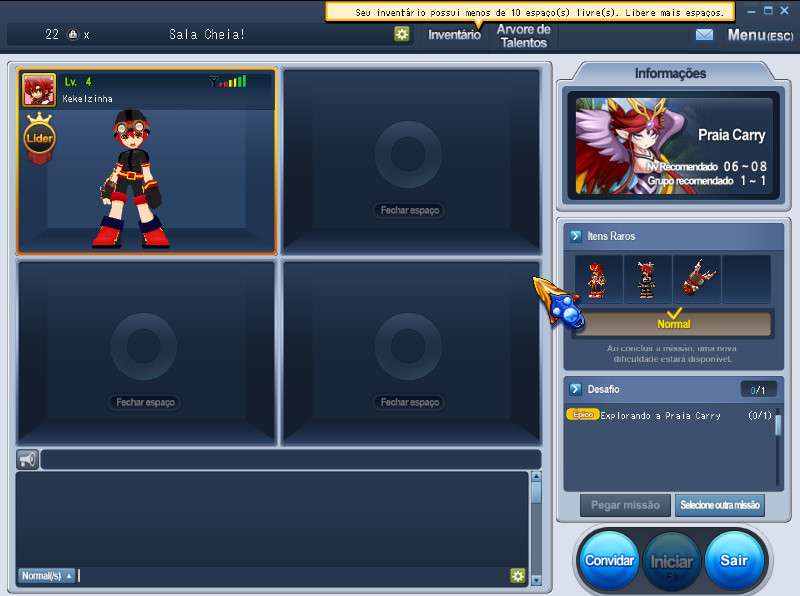 Seu inventário possui menos de 10 espaço(s) livre(s). Libere mais espaços.
22 x Sala Cheia!
Inventário
Árvore de
Talentos
Menu(ESC)
Lv. 4
Kekelzinha
Líder
Fechar espaço
Fechar espaço
Fechar espaço
Normal(s)
Informações
Praia Carry
Nv Recomendado 06~08
Grupo recomendado 1~1
Itens Raros
Normal
Ao concluir a missão, uma nova
dificuldade estará disponível.
Desafio 0/1
Épico Explorando a Praia Carry (0/1)
Pegar missão Selecione outra missão
Convidar Iniciar Sair
F5